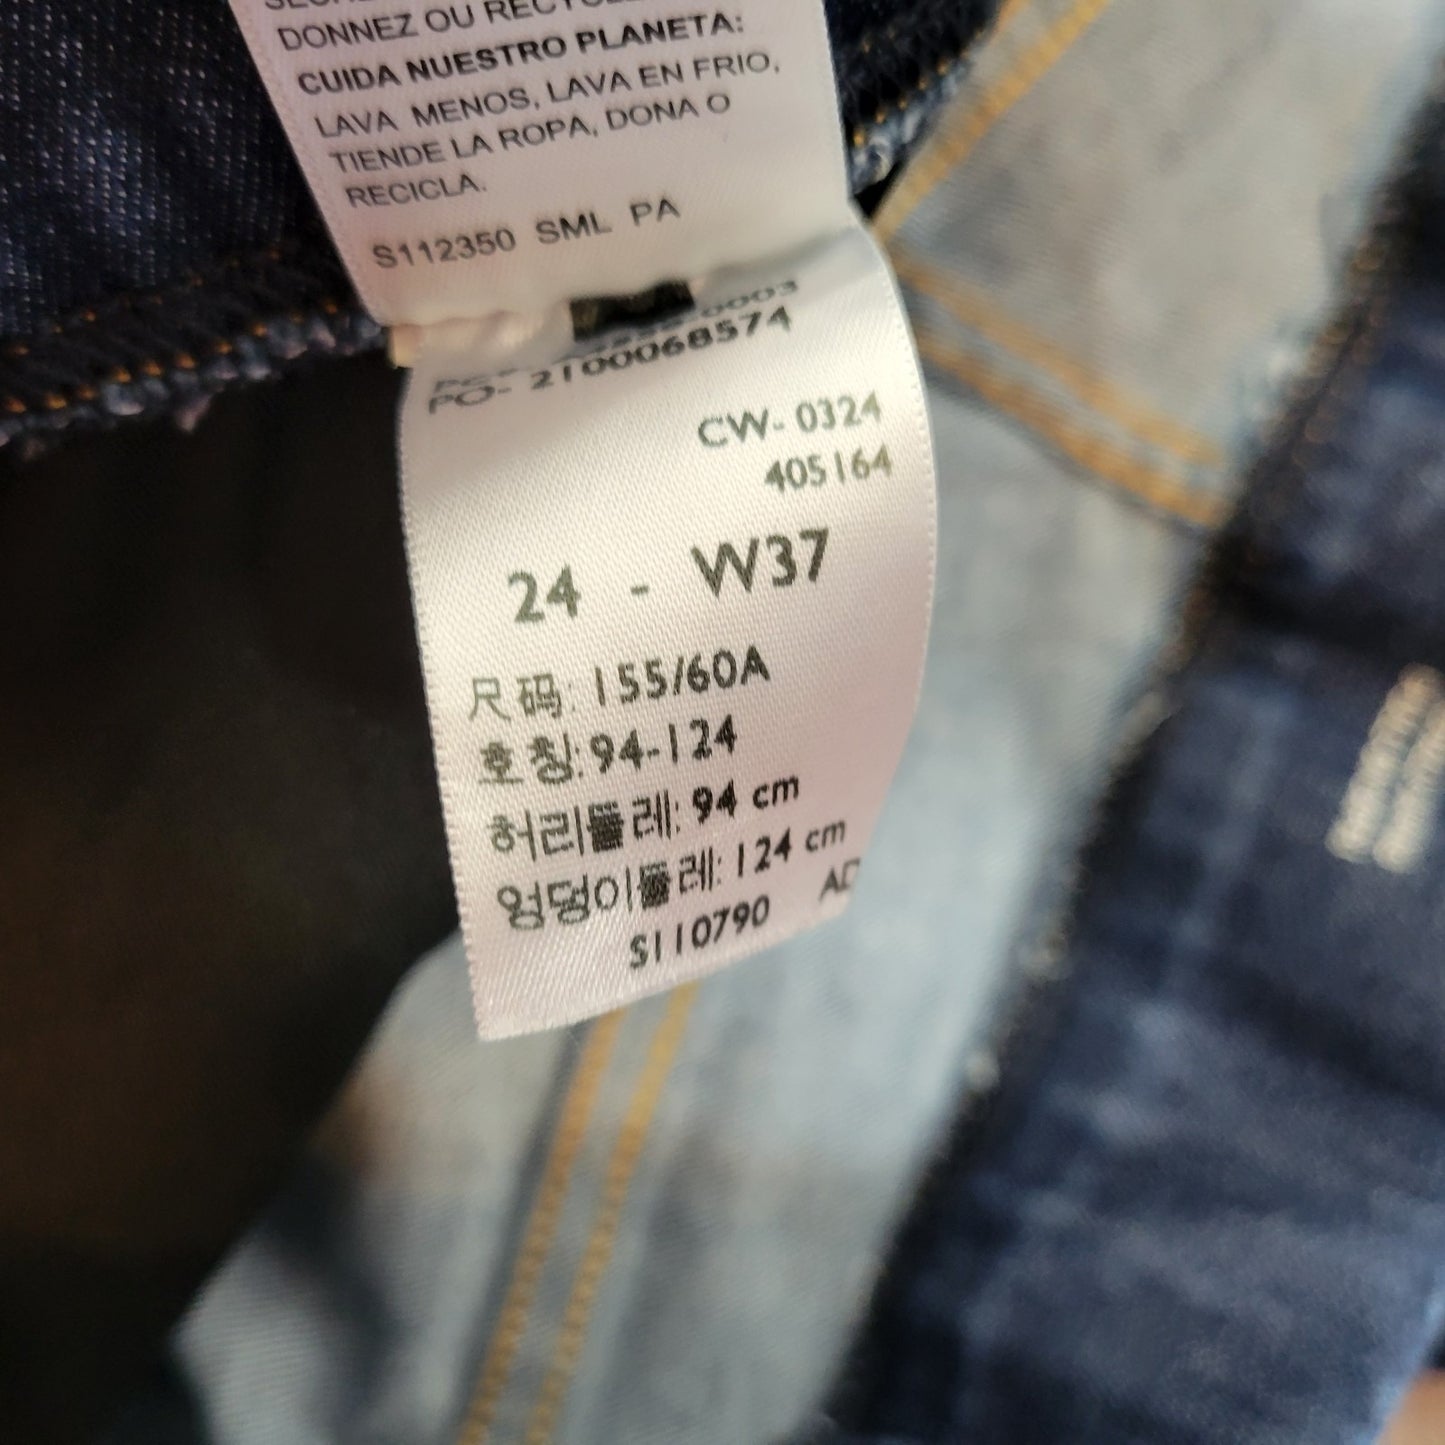 DONNEZ OU
CUIDA NUESTRO PLANETA:
LAVA MENOS, LAVA EN FRIO,
TIENDE LA ROPA, DONA O
RECICLA.
S112350 SML PA
PO- 2100068574
CW- 0324
405164
24 - W37
尺码: 155/60A
호칭: 94-124
허리둘레: 94 cm
엉덩이둘레: 124 cm
S110790